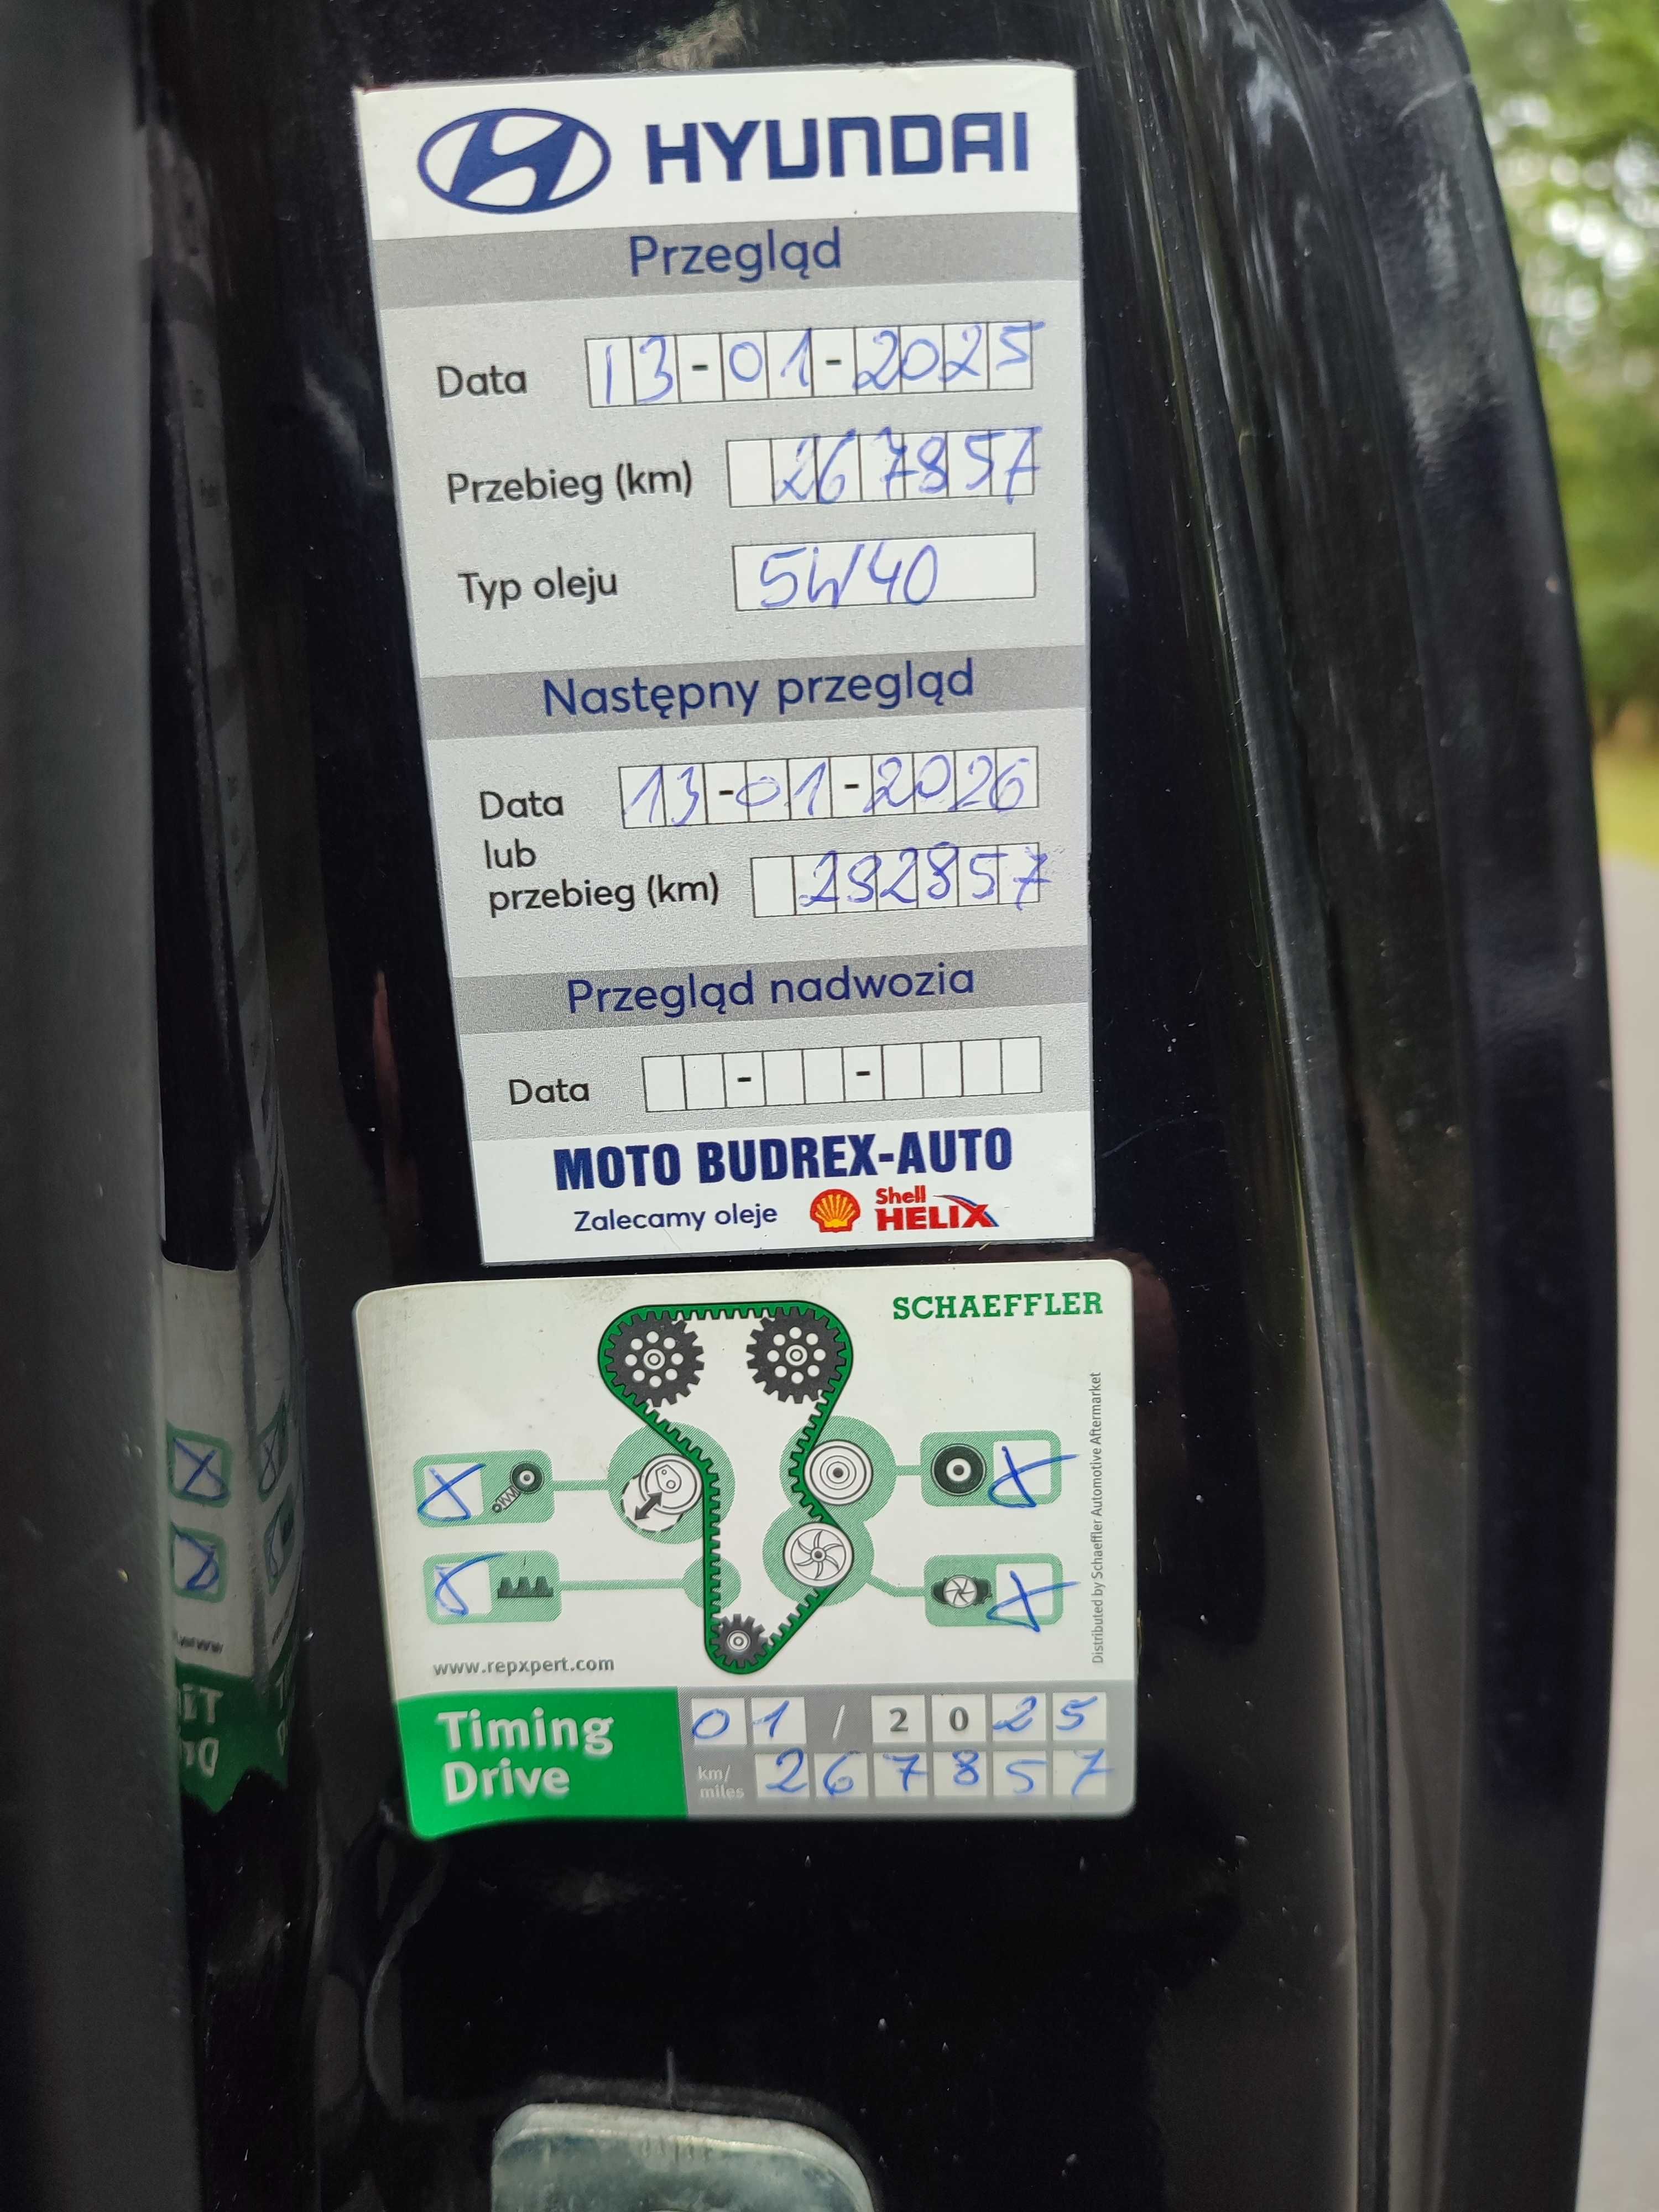 HYUNDAI
Przegląd
Data 13-01-2025
Przebieg (km) 267857
Typ oleju 5W40
Następny przegląd
Data 13-01-2026
lub
przebieg (km) 292857
Przegląd nadwozia
Data - -
MOTO BUDREX-AUTO
Zalecamy oleje Shell HELIX
SCHAEFFLER
Distributed by Schaeffler Automotive Aftermarket
www.repxpert.com
Timing Drive
01 / 2025
km/miles 267857